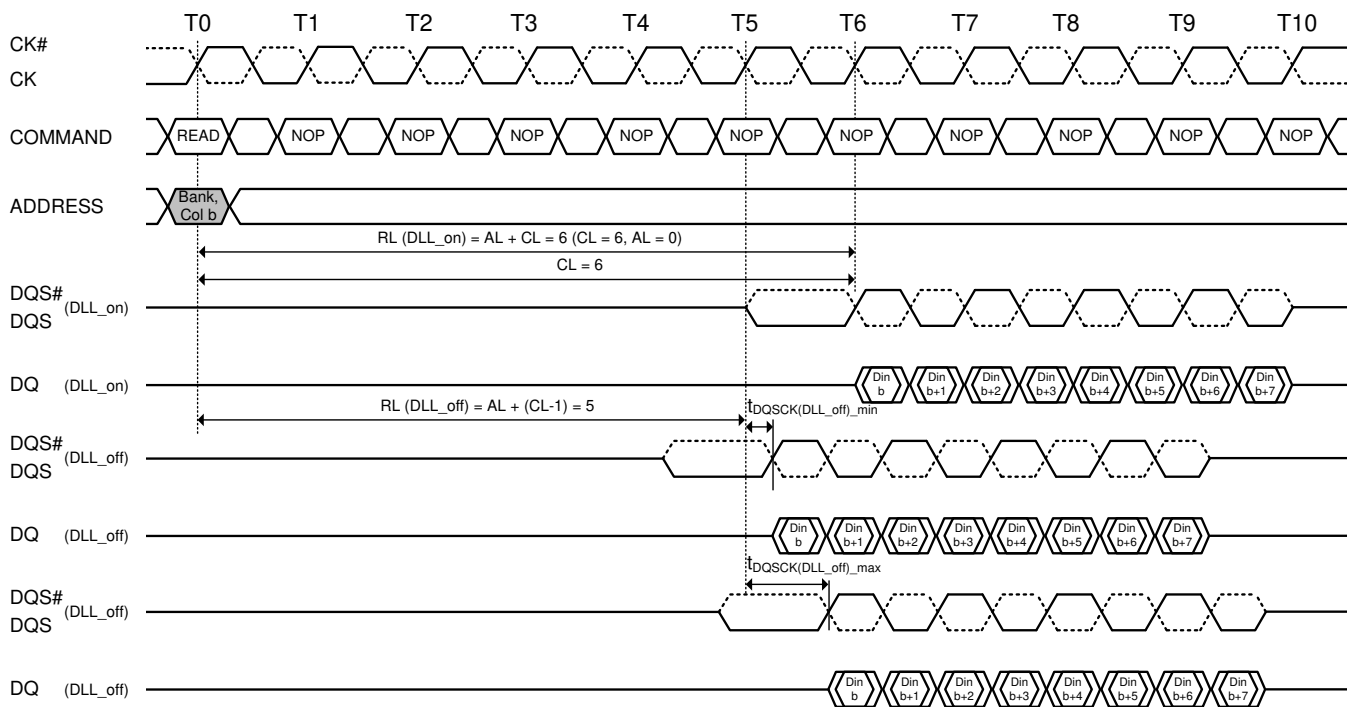 T0 T1 T2 T3 T4 T5 T6 T7 T8 T9 T10
CK#
CK
COMMAND READ NOP NOP NOP NOP NOP NOP NOP NOP NOP NOP
ADDRESS
Bank,
Col b
RL (DLL_on) = AL + CL = 6 (CL = 6, AL = 0)
CL = 6
DQS#
(DLL_on)
DQS
DQ (DLL_on)
Din Din Din Din Din Din Din Din
b b+1 b+2 b+3 b+4 b+5 b+6 b+7
RL (DLL_off) = AL + (CL-1) = 5
tDQSCK(DLL_off)_min
DQS#
(DLL_off)
DQS
DQ (DLL_off)
Din Din Din Din Din Din Din Din
b b+1 b+2 b+3 b+4 b+5 b+6 b+7
tDQSCK(DLL_off)_max
DQS#
(DLL_off)
DQS
DQ (DLL_off)
Din Din Din Din Din Din Din Din
b b+1 b+2 b+3 b+4 b+5 b+6 b+7